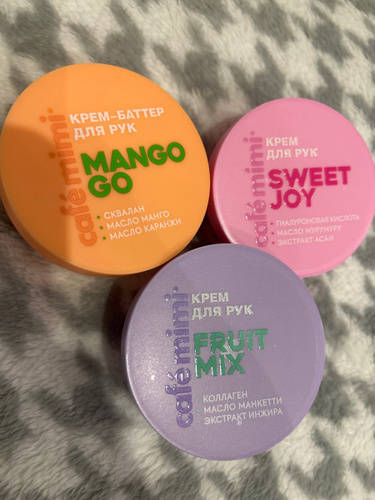 café mimi
КРЕМ-БАТТЕР
ДЛЯ РУК
MANGO
GO
• СКВАЛАН
• МАСЛО МАНГО
• МАСЛО КАРАНЖИ
café mimi
КРЕМ
ДЛЯ РУК
SWEET
JOY
• ГИАЛУРОНОВАЯ КИСЛОТА
• МАСЛО МУРУМУРУ
• ЭКСТРАКТ АСАИ
café mimi
КРЕМ
ДЛЯ РУК
FRUIT
MIX
КОЛЛАГЕН
МАСЛО МАНКЕТТИ
ЭКСТРАКТ ИНЖИРА